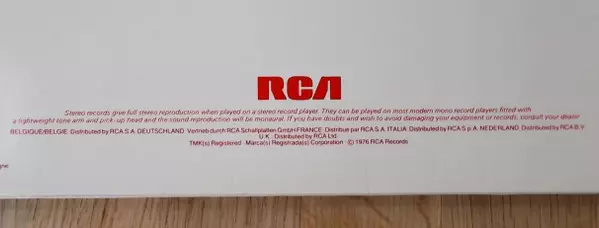 RCA
Stereo records give full stereo reproduction when played on a stereo record player. They can be played on most modern mono record players fitted with
a lightweight tone arm and pick-up head and the sound reproduction will be monaural. If you have doubts and wish to avoid damaging your equipment or records, consult your dealer
BELGIQUE/BELGIE. Distributed by RCA S.A. DEUTSCHLAND. Vertrieb durch RCA Schallplatten GmbH FRANCE. Distribue par RCA S.A. ITALIA. Distributed by RCA S.p.A. NEDERLAND. Distributed by RCA B.V.
U.K. Distributed by RCA Ltd.
TMK(s) Registered · Marca(s) Registrada(s) Corporation · © 1976 RCA Records